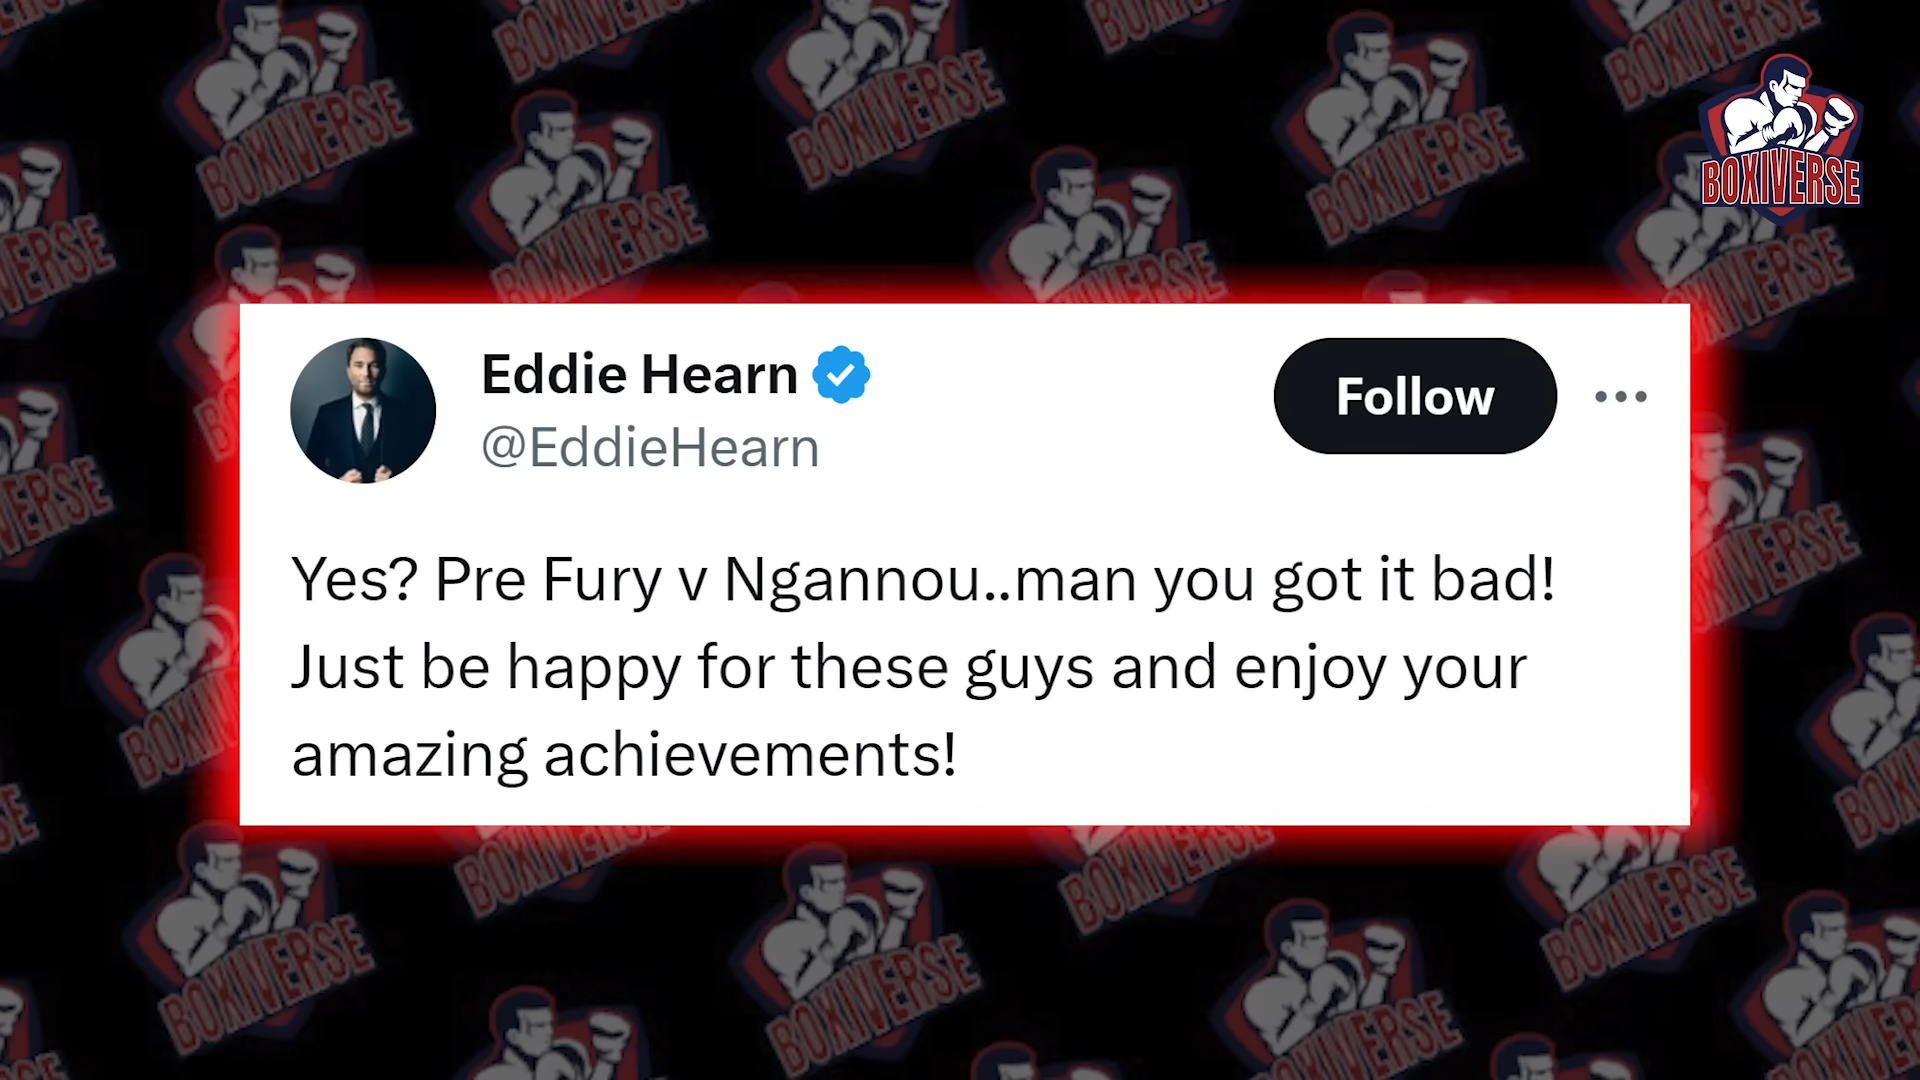 BOXIVERSE
Eddie Hearn
@EddieHearn
Follow
Yes? Pre Fury v Ngannou..man you got it bad!
Just be happy for these guys and enjoy your
amazing achievements!